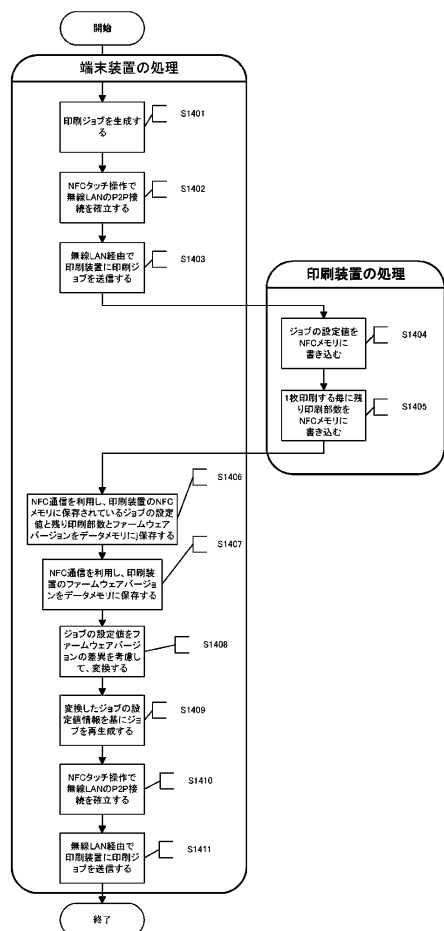 開始
端末装置の処理
印刷ジョブを生成す
る
S1401
NFCタッチ操作で
無線LANのP2P接
続を確立する
S1402
無線LAN経由で
印刷装置に印刷ジ
ョブを送信する
S1403
印刷装置の処理
ジョブの設定値を
NFCメモリに
書き込む
S1404
1枚印刷する毎に残
り印刷部数を
NFCメモリに
書き込む
S1405
NFC通信を利用し、印刷装置のNFC
メモリに保存されているジョブの設定
値と残り印刷部数とファームウェア
バージョンをデータメモリにj保存する
S1406
NFC通信を利用し、印刷装
置のファームウェアバージョ
ンをデータメモリに保存する
S1407
ジョブの設定値をフ
ァームウェアバージ
ョンの差異を考慮し
て、変換する
S1408
変換したジョブの設
定値情報を基にジョ
ブを再生成する
S1409
NFCタッチ操作で
無線LANのP2P接
続を確立する
S1410
無線LAN経由で
印刷装置に印刷ジ
ョブを送信する
S1411
終了